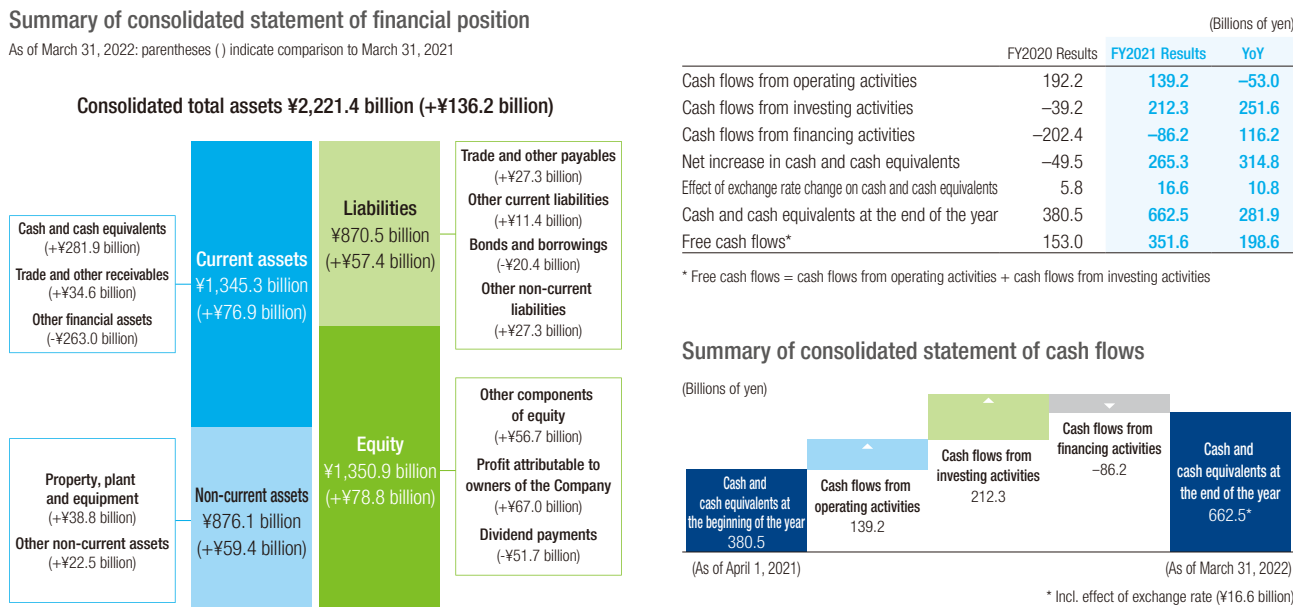 Summary of consolidated statement of financial position
As of March 31, 2022: parentheses ( ) indicate comparison to March 31, 2021
Consolidated total assets ¥2,221.4 billion (+¥136.2 billion)
Cash and cash equivalents
(+¥281.9 billion)
Trade and other receivables
(+¥34.6 billion)
Other financial assets
(-¥263.0 billion)
Current assets
¥1,345.3 billion
(+¥76.9 billion)
Property, plant
and equipment
(+¥38.8 billion)
Other non-current assets
(+¥22.5 billion)
Non-current assets
¥876.1 billion
(+¥59.4 billion)
Liabilities
¥870.5 billion
(+¥57.4 billion)
Trade and other payables
(+¥27.3 billion)
Other current liabilities
(+¥11.4 billion)
Bonds and borrowings
(-¥20.4 billion)
Other non-current
liabilities
(+¥27.3 billion)
Equity
¥1,350.9 billion
(+¥78.8 billion)
Other components
of equity
(+¥56.7 billion)
Profit attributable to
owners of the Company
(+¥67.0 billion)
Dividend payments
(-¥51.7 billion)
(Billions of yen)
FY2020 Results FY2021 Results YoY
Cash flows from operating activities 192.2 139.2 –53.0
Cash flows from investing activities –39.2 212.3 251.6
Cash flows from financing activities –202.4 –86.2 116.2
Net increase in cash and cash equivalents –49.5 265.3 314.8
Effect of exchange rate change on cash and cash equivalents 5.8 16.6 10.8
Cash and cash equivalents at the end of the year 380.5 662.5 281.9
Free cash flows* 153.0 351.6 198.6
* Free cash flows = cash flows from operating activities + cash flows from investing activities
Summary of consolidated statement of cash flows
(Billions of yen)
Cash and
cash equivalents at
the beginning of the year
380.5
(As of April 1, 2021)
Cash flows from
operating activities
139.2
Cash flows from
investing activities
212.3
Cash flows from
financing activities
–86.2
Cash and
cash equivalents at
the end of the year
662.5*
(As of March 31, 2022)
* Incl. effect of exchange rate (¥16.6 billion)